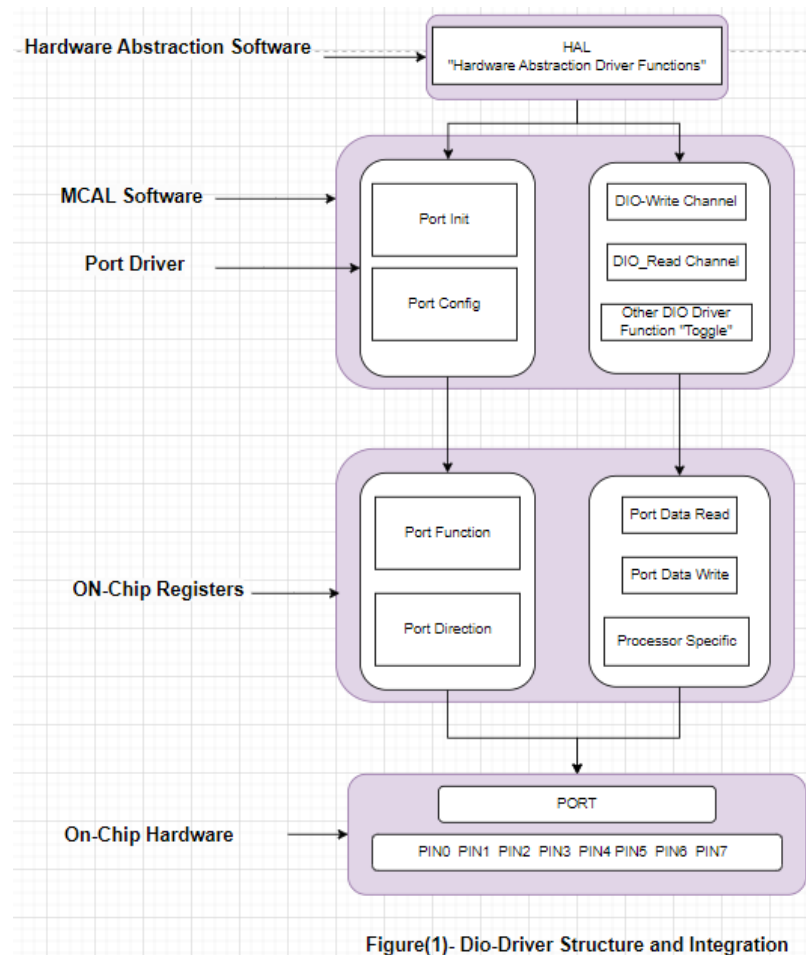 Hardware Abstraction Software
HAL
"Hardware Abstraction Driver Functions"
MCAL Software
Port Driver
Port Init
Port Config
DIO-Write Channel
DIO_Read Channel
Other DIO Driver
Function "Toggle"
ON-Chip Registers
Port Function
Port Direction
Port Data Read
Port Data Write
Processor Specific
On-Chip Hardware
PORT
PIN0 PIN1 PIN2 PIN3 PIN4 PIN5 PIN6 PIN7
Figure(1)- Dio-Driver Structure and Integration